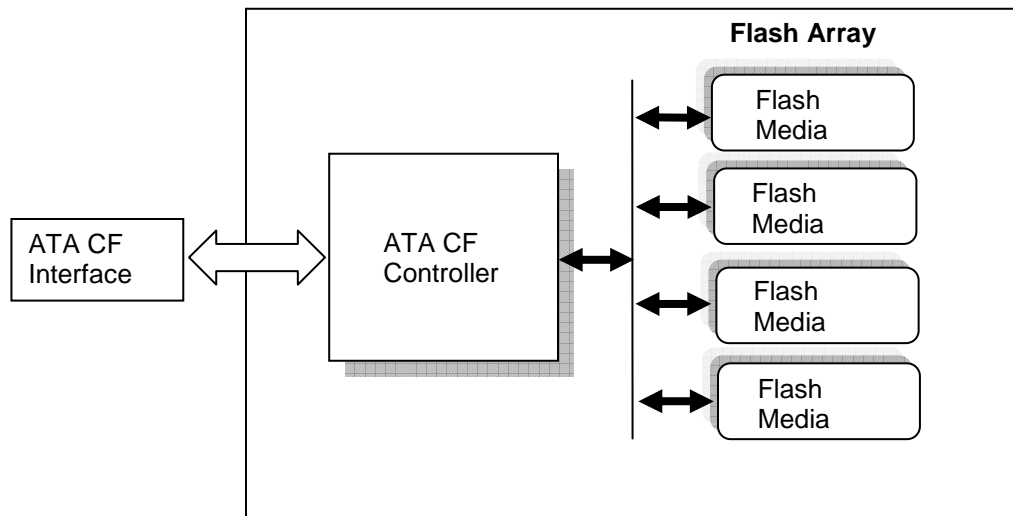 Flash Array
Flash
Media
Flash
Media
ATA CF
Interface
ATA CF
Controller
Flash
Media
Flash
Media